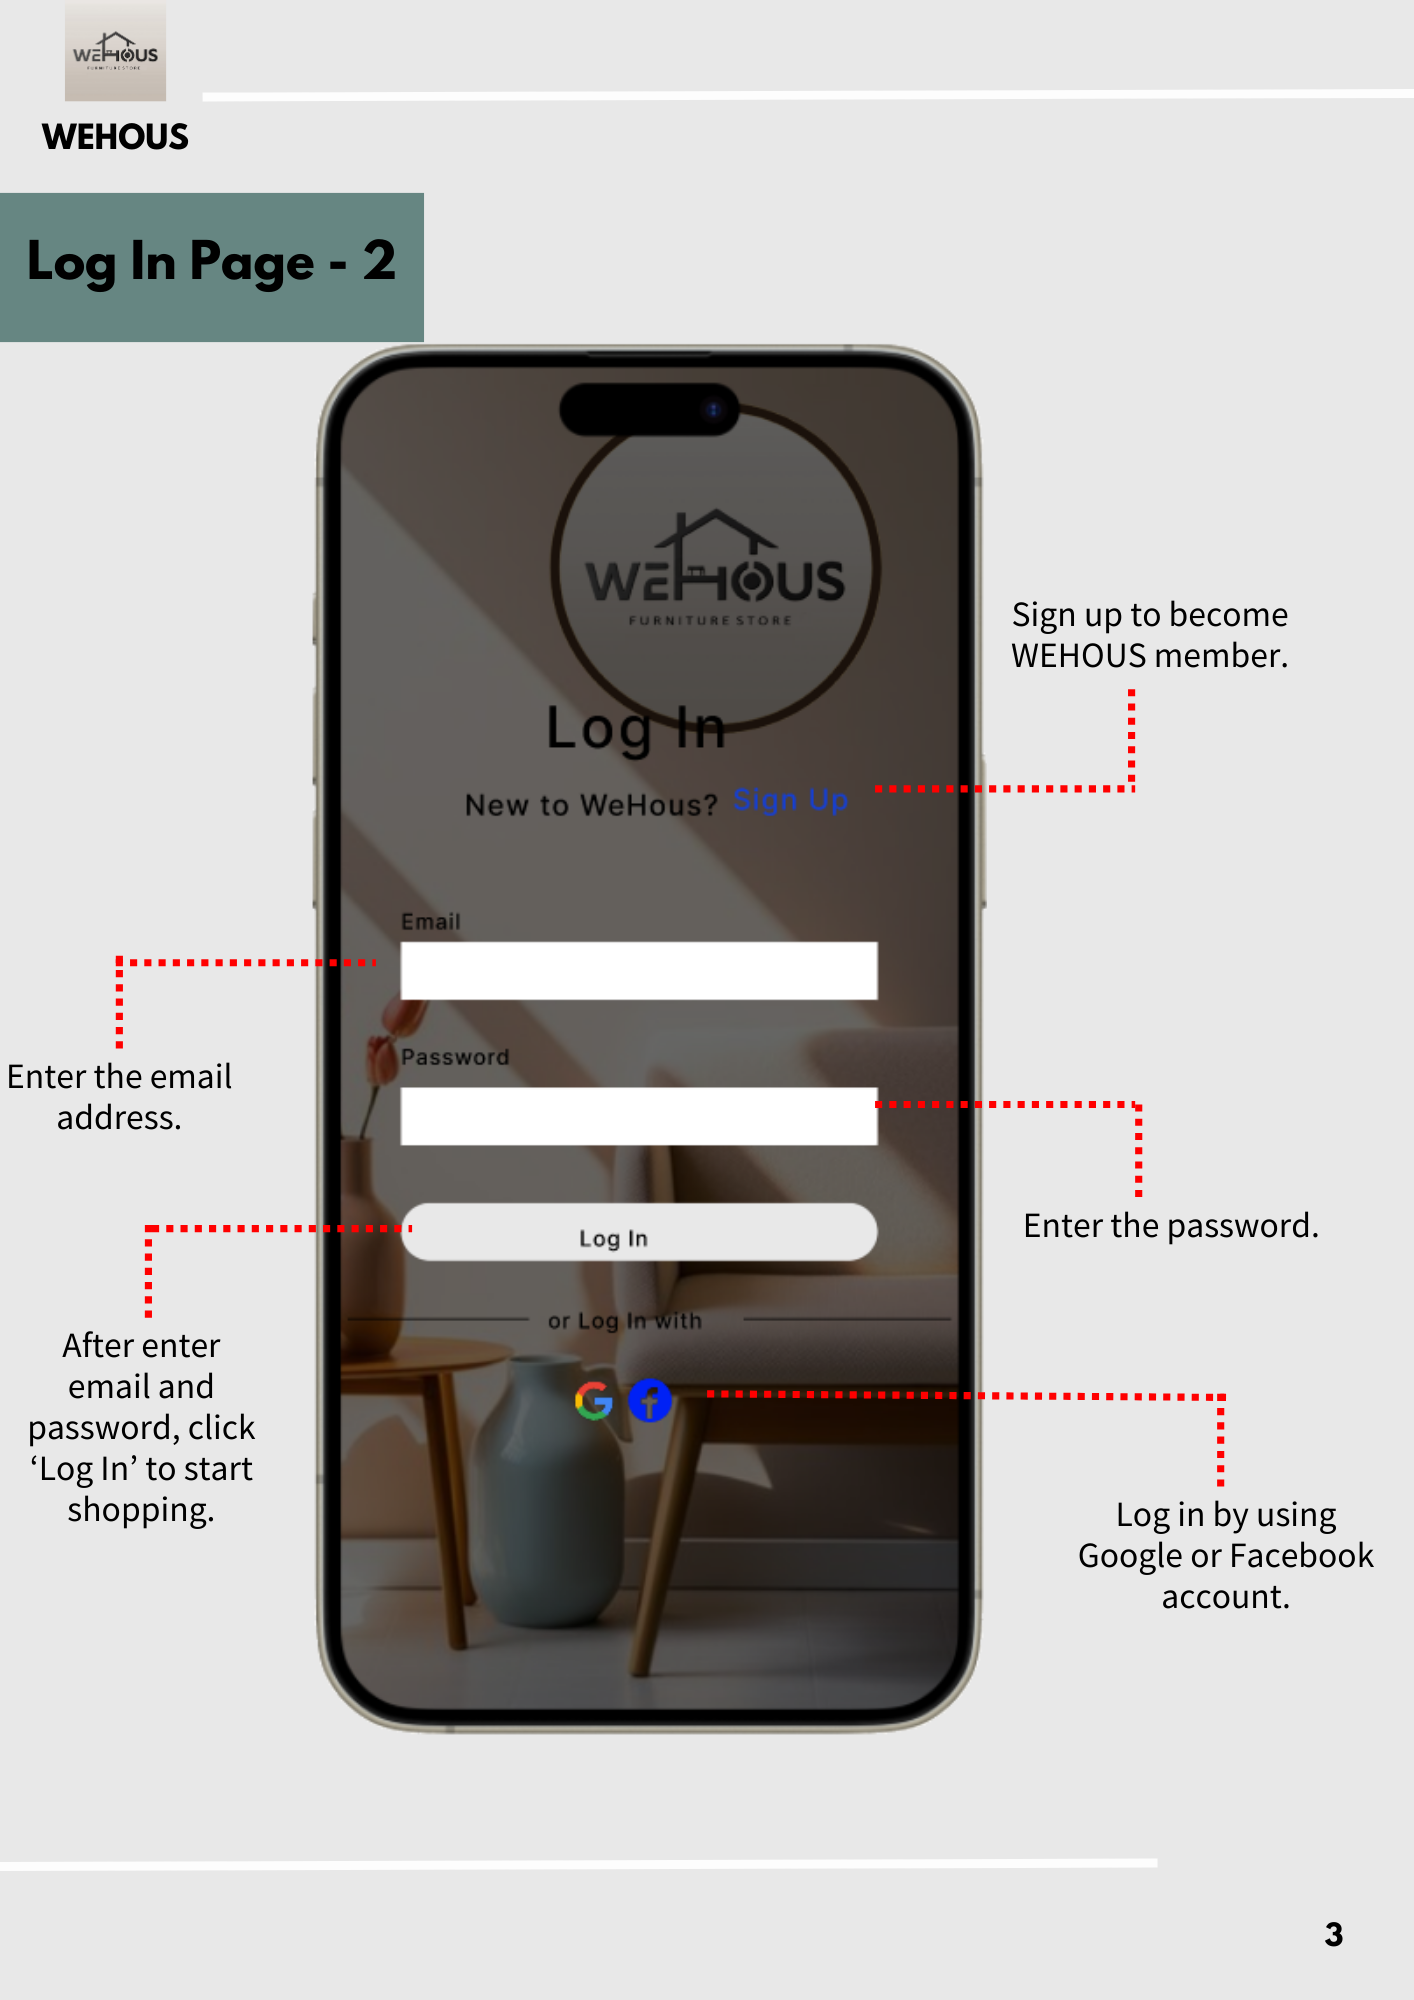 WEHOUS
FURNITURE STORE
WEHOUS
Log In Page - 2
WEHOUS
FURNITURE STORE
Log In
New to WeHous? Sign Up
Sign up to become
WEHOUS member.
Email
Enter the email
address.
Password
Enter the password.
Log In
After enter
email and
password, click
‘Log In’ to start
shopping.
or Log In with
Log in by using
Google or Facebook
account.
3